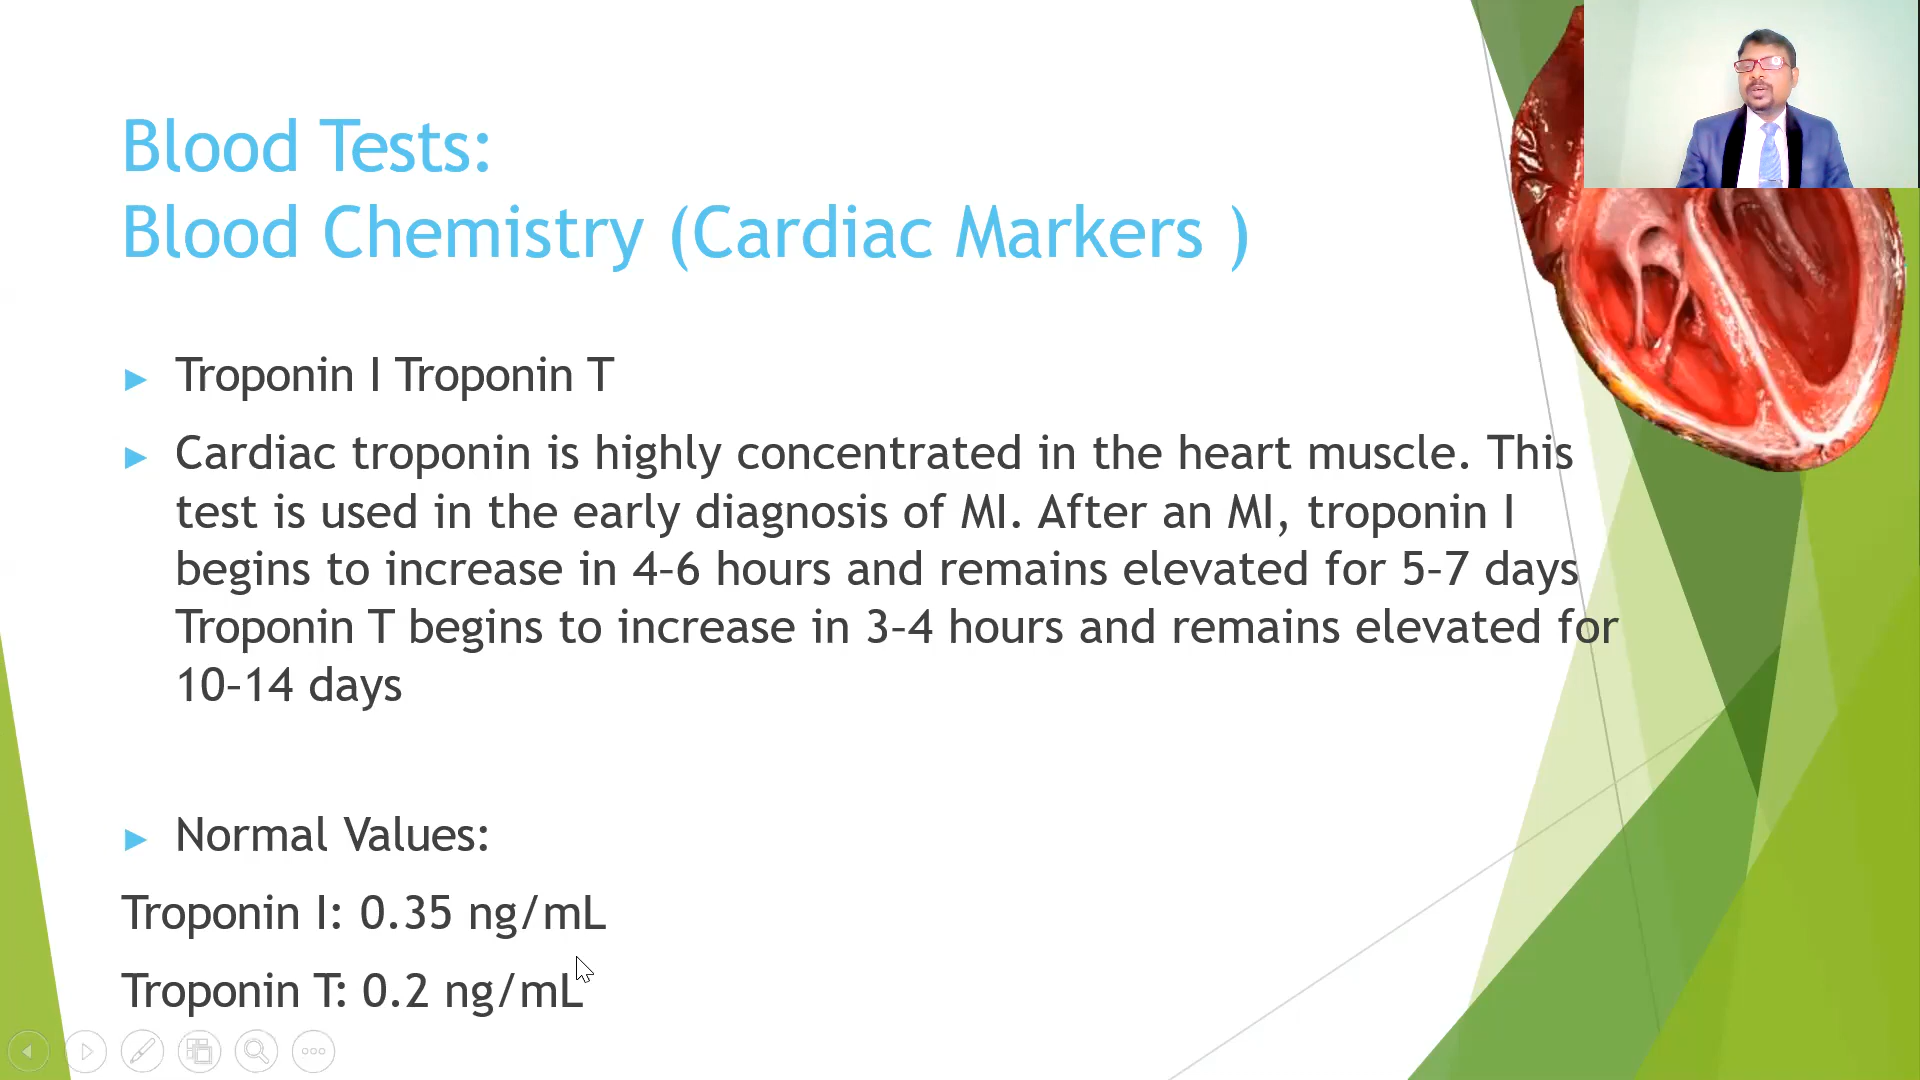 Blood Tests:
Blood Chemistry (Cardiac Markers )
Troponin I Troponin T
Cardiac troponin is highly concentrated in the heart muscle. This
test is used in the early diagnosis of MI. After an MI, troponin I
begins to increase in 4–6 hours and remains elevated for 5–7 days
Troponin T begins to increase in 3–4 hours and remains elevated for
10–14 days
Normal Values:
Troponin I: 0.35 ng/mL
Troponin T: 0.2 ng/mL